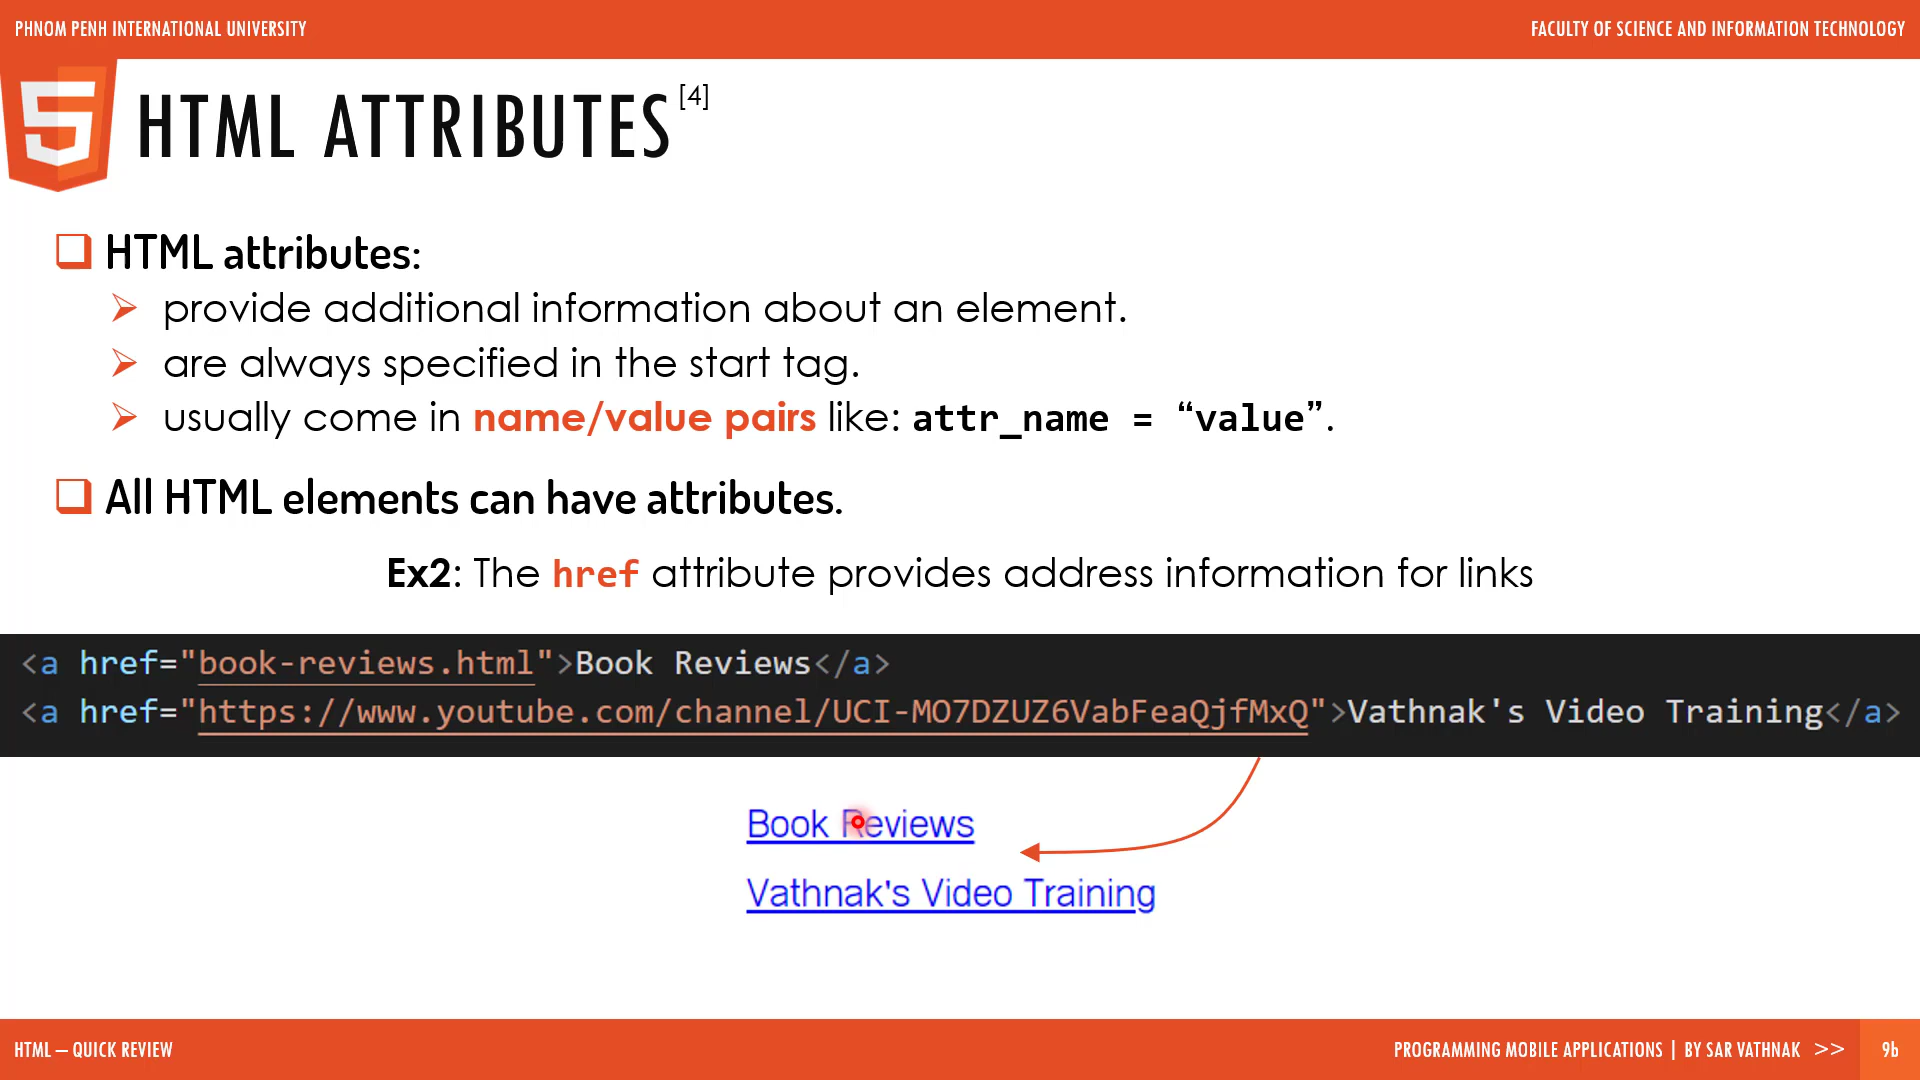 PHNOM PENH INTERNATIONAL UNIVERSITY
FACULTY OF SCIENCE AND INFORMATION TECHNOLOGY
HTML ATTRIBUTES [4]
HTML attributes:
provide additional information about an element.
are always specified in the start tag.
usually come in name/value pairs like: attr_name = “value”.
All HTML elements can have attributes.
Ex2: The href attribute provides address information for links
<a href="book-reviews.html">Book Reviews</a>
<a href="https://www.youtube.com/channel/UCI-MO7DZUZ6VabFeaQjfMxQ">Vathnak's Video Training</a>
Book Reviews
Vathnak's Video Training
HTML – QUICK REVIEW
PROGRAMMING MOBILE APPLICATIONS | BY SAR VATHNAK >> 9b